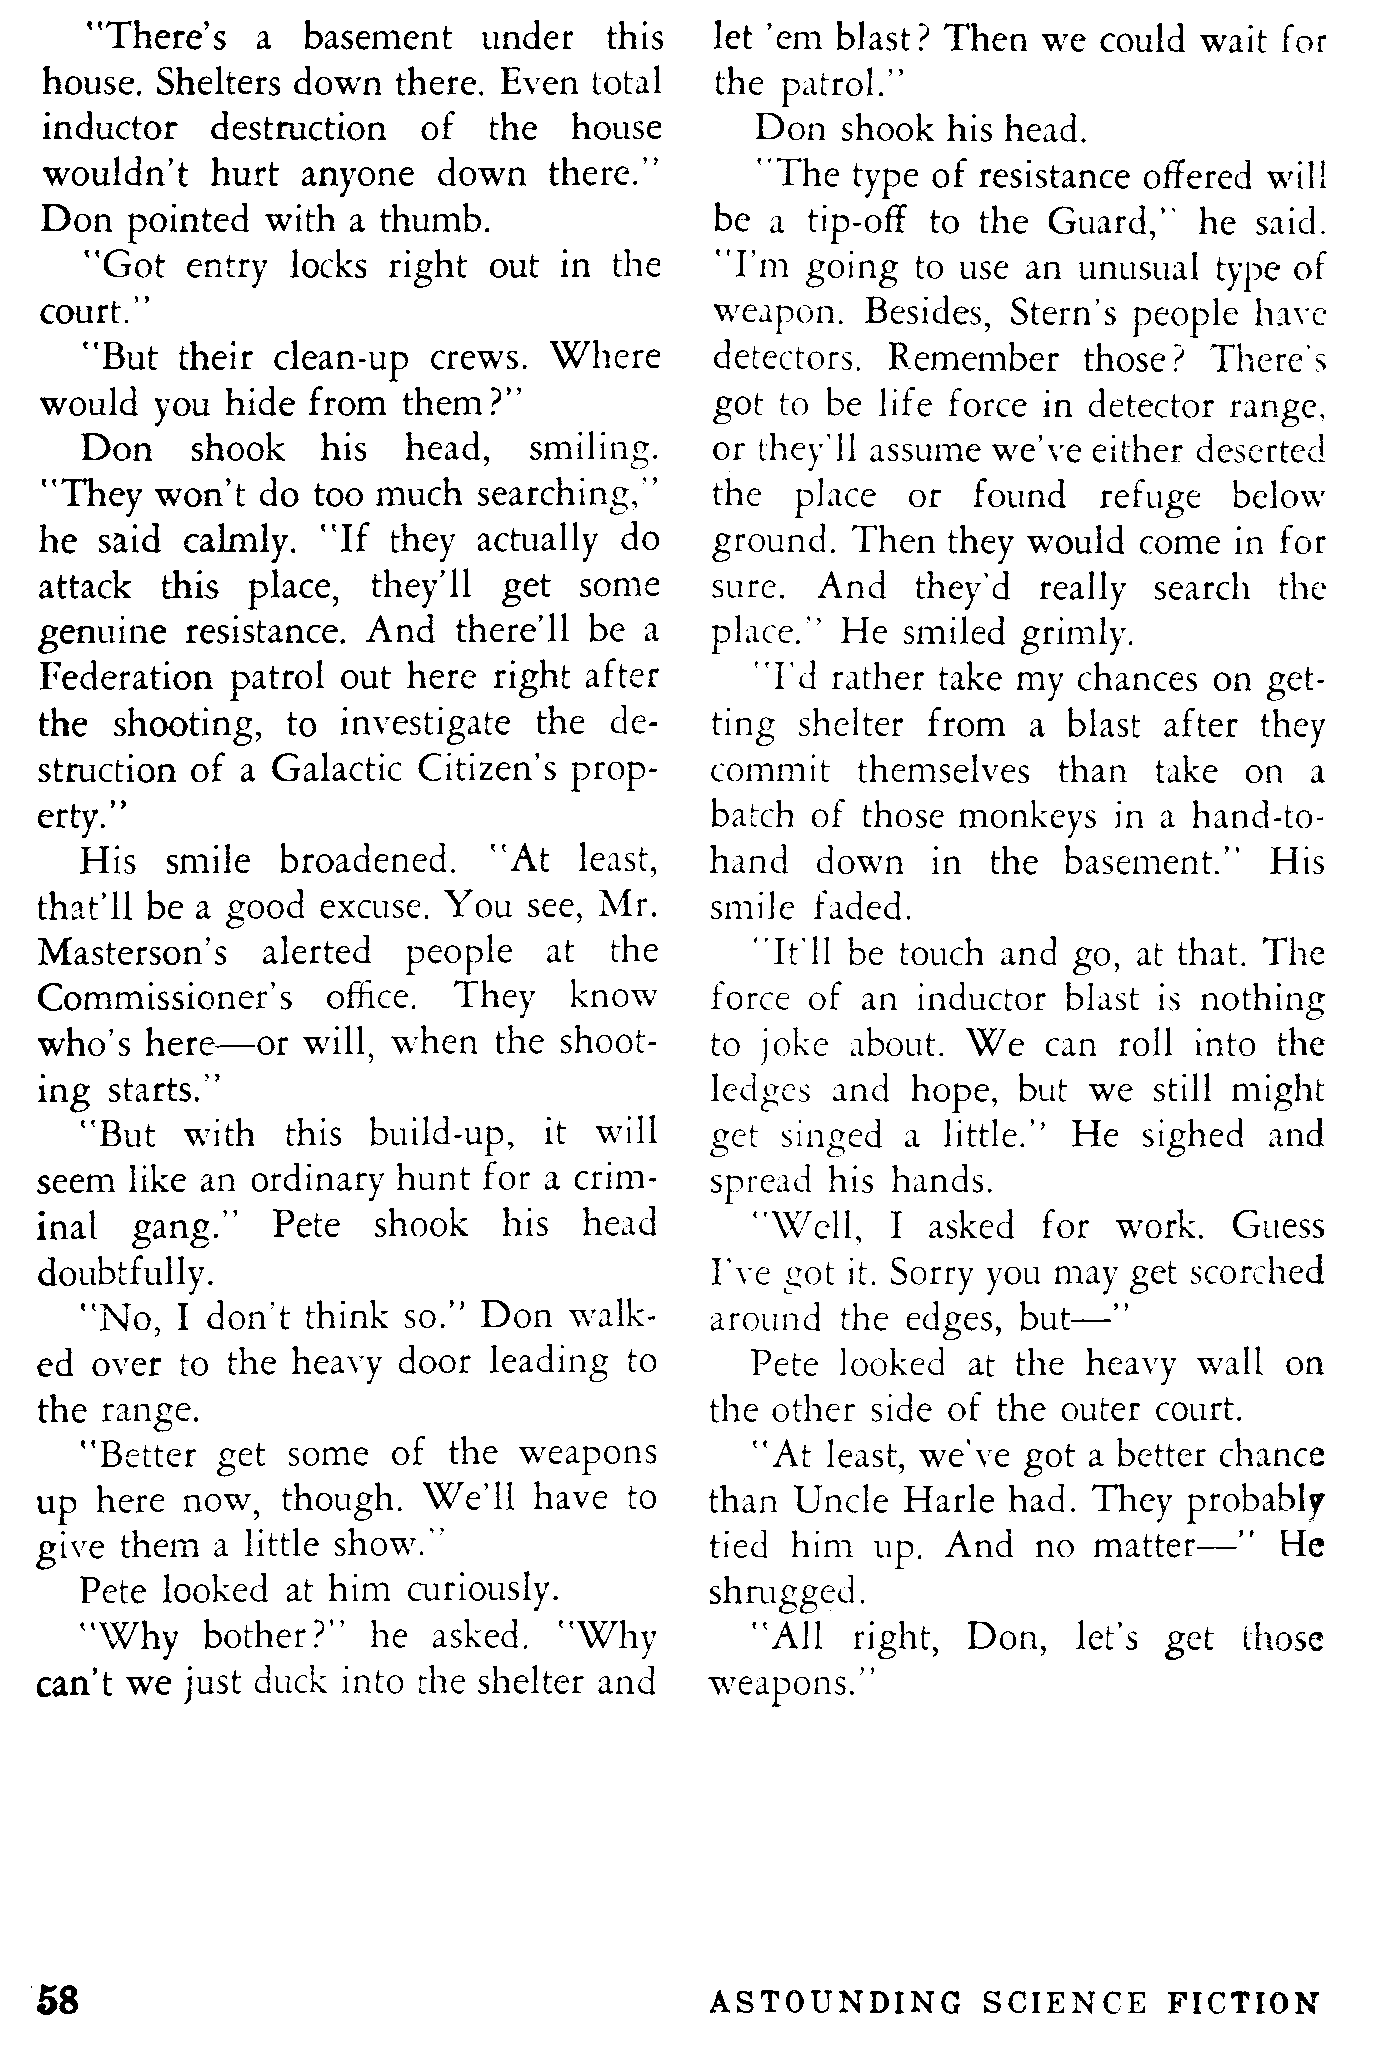 "There's a basement under this
house. Shelters down there. Even total
inductor destruction of the house
wouldn't hurt anyone down there."
Don pointed with a thumb.
"Got entry locks right out in the
court."
"But their clean-up crews. Where
would you hide from them?"
Don shook his head, smiling.
"They won't do too much searching,"
he said calmly. "If they actually do
attack this place, they'll get some
genuine resistance. And there'll be a
Federation patrol out here right after
the shooting, to investigate the de-
struction of a Galactic Citizen's prop-
erty."
His smile broadened. "At least,
that'll be a good excuse. You see, Mr.
Masterson's alerted people at the
Commissioner's office. They know
who's here—or will, when the shoot-
ing starts."
"But with this build-up, it will
seem like an ordinary hunt for a crim-
inal gang." Pete shook his head
doubtfully.
"No, I don't think so." Don walk-
ed over to the heavy door leading to
the range.
"Better get some of the weapons
up here now, though. We'll have to
give them a little show."
Pete looked at him curiously.
"Why bother?" he asked. "Why
can't we just duck into the shelter and
let 'em blast? Then we could wait for
the patrol."
Don shook his head.
"The type of resistance offered will
be a tip-off to the Guard," he said.
"I'm going to use an unusual type of
weapon. Besides, Stern's people have
detectors. Remember those? There's
got to be life force in detector range,
or they'll assume we've either deserted
the place or found refuge below
ground. Then they would come in for
sure. And they'd really search the
place." He smiled grimly.
"I'd rather take my chances on get-
ting shelter from a blast after they
commit themselves than take on a
batch of those monkeys in a hand-to-
hand down in the basement." His
smile faded.
"It'll be touch and go, at that. The
force of an inductor blast is nothing
to joke about. We can roll into the
ledges and hope, but we still might
get singed a little." He sighed and
spread his hands.
"Well, I asked for work. Guess
I've got it. Sorry you may get scorched
around the edges, but—"
Pete looked at the heavy wall on
the other side of the outer court.
"At least, we've got a better chance
than Uncle Harle had. They probably
tied him up. And no matter—" He
shrugged.
"All right, Don, let's get those
weapons."
58
ASTOUNDING SCIENCE FICTION